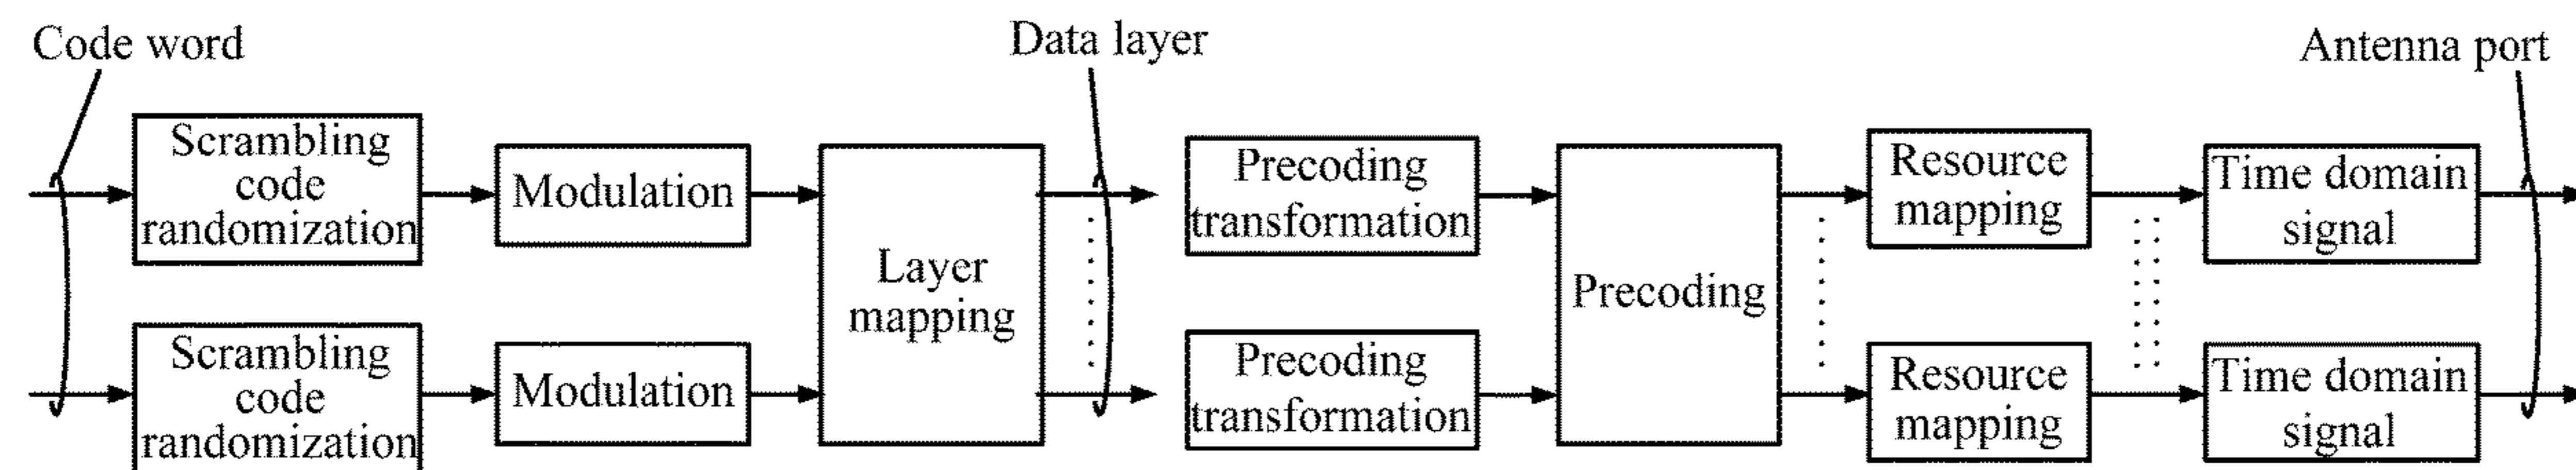 Code word
Data layer
Antenna port
Scrambling
code
randomization
Modulation
Layer
mapping
Precoding
transformation
Precoding
Resource
mapping
Time domain
signal
Scrambling
code
randomization
Modulation
Precoding
transformation
Resource
mapping
Time domain
signal